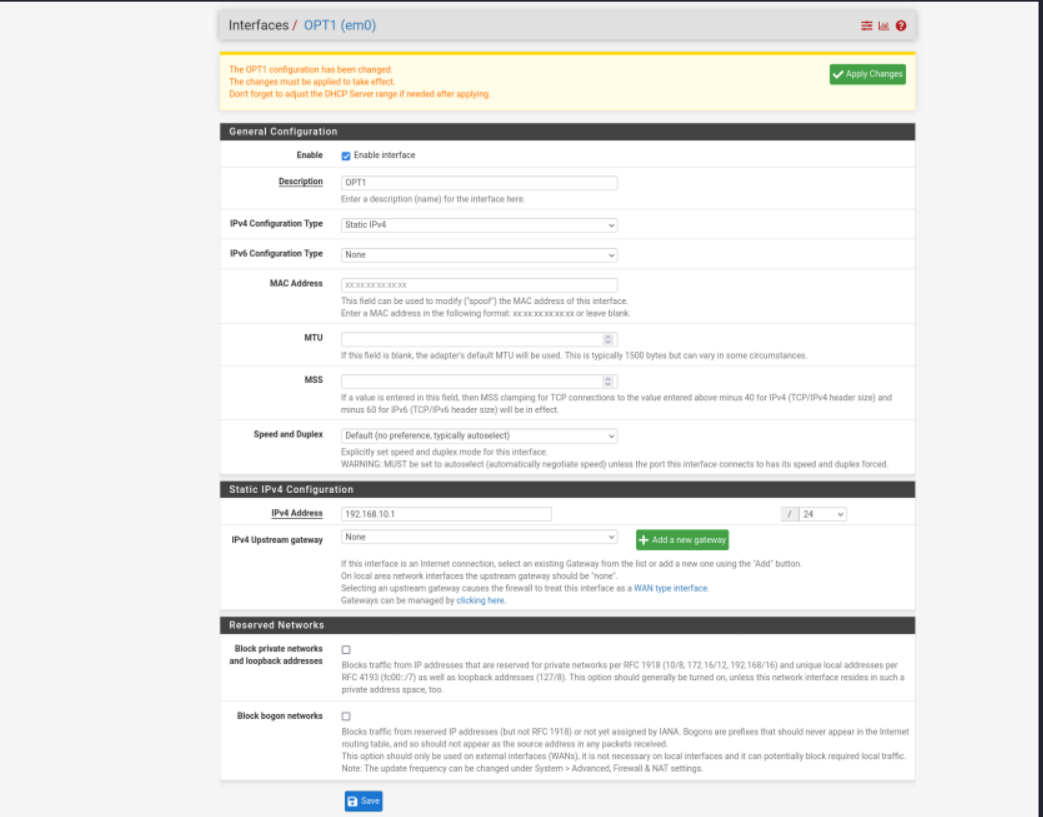 Interfaces / OPT1 (em0)
The OPT1 configuration has been changed.
The changes must be applied to take effect.
Don't forget to adjust the DHCP Server range if needed after applying.
Apply Changes
General Configuration
Enable
Enable interface
Description
OPT1
Enter a description (name) for the interface here.
IPv4 Configuration Type
Static IPv4
IPv6 Configuration Type
None
MAC Address
xx:xx:xx:xx:xx:xx
This field can be used to modify ("spoof") the MAC address of this interface.
Enter a MAC address in the following format: xx:xx:xx:xx:xx:xx or leave blank.
MTU
If this field is blank, the adapter's default MTU will be used. This is typically 1500 bytes but can vary in some circumstances.
MSS
If a value is entered in this field, then MSS clamping for TCP connections to the value entered above minus 40 for IPv4 (TCP/IPv4 header size) and
minus 60 for IPv6 (TCP/IPv6 header size) will be in effect.
Speed and Duplex
Default (no preference, typically autoselect)
Explicitly set speed and duplex mode for this interface.
WARNING: MUST be set to autoselect (automatically negotiate speed) unless the port this interface connects to has its speed and duplex forced.
Static IPv4 Configuration
IPv4 Address
192.168.10.1
/ 24
IPv4 Upstream gateway
None
Add a new gateway
If this interface is an Internet connection, select an existing Gateway from the list or add a new one using the "Add" button.
On local area network interfaces the upstream gateway should be "none".
Selecting an upstream gateway causes the firewall to treat this interface as a WAN type interface.
Gateways can be managed by clicking here.
Reserved Networks
Block private networks
and loopback addresses
Blocks traffic from IP addresses that are reserved for private networks per RFC 1918 (10/8, 172.16/12, 192.168/16) and unique local addresses per
RFC 4193 (fc00::/7) as well as loopback addresses (127/8). This option should generally be turned on, unless this network interface resides in such a
private address space, too.
Block bogon networks
Blocks traffic from reserved IP addresses (but not RFC 1918) or not yet assigned by IANA. Bogons are prefixes that should never appear in the Internet
routing table, and so should not appear as the source address in any packets received.
This option should only be used on external interfaces (WANs), it is not necessary on local interfaces and it can potentially block required local traffic.
Note: The update frequency can be changed under System > Advanced, Firewall & NAT settings.
Save